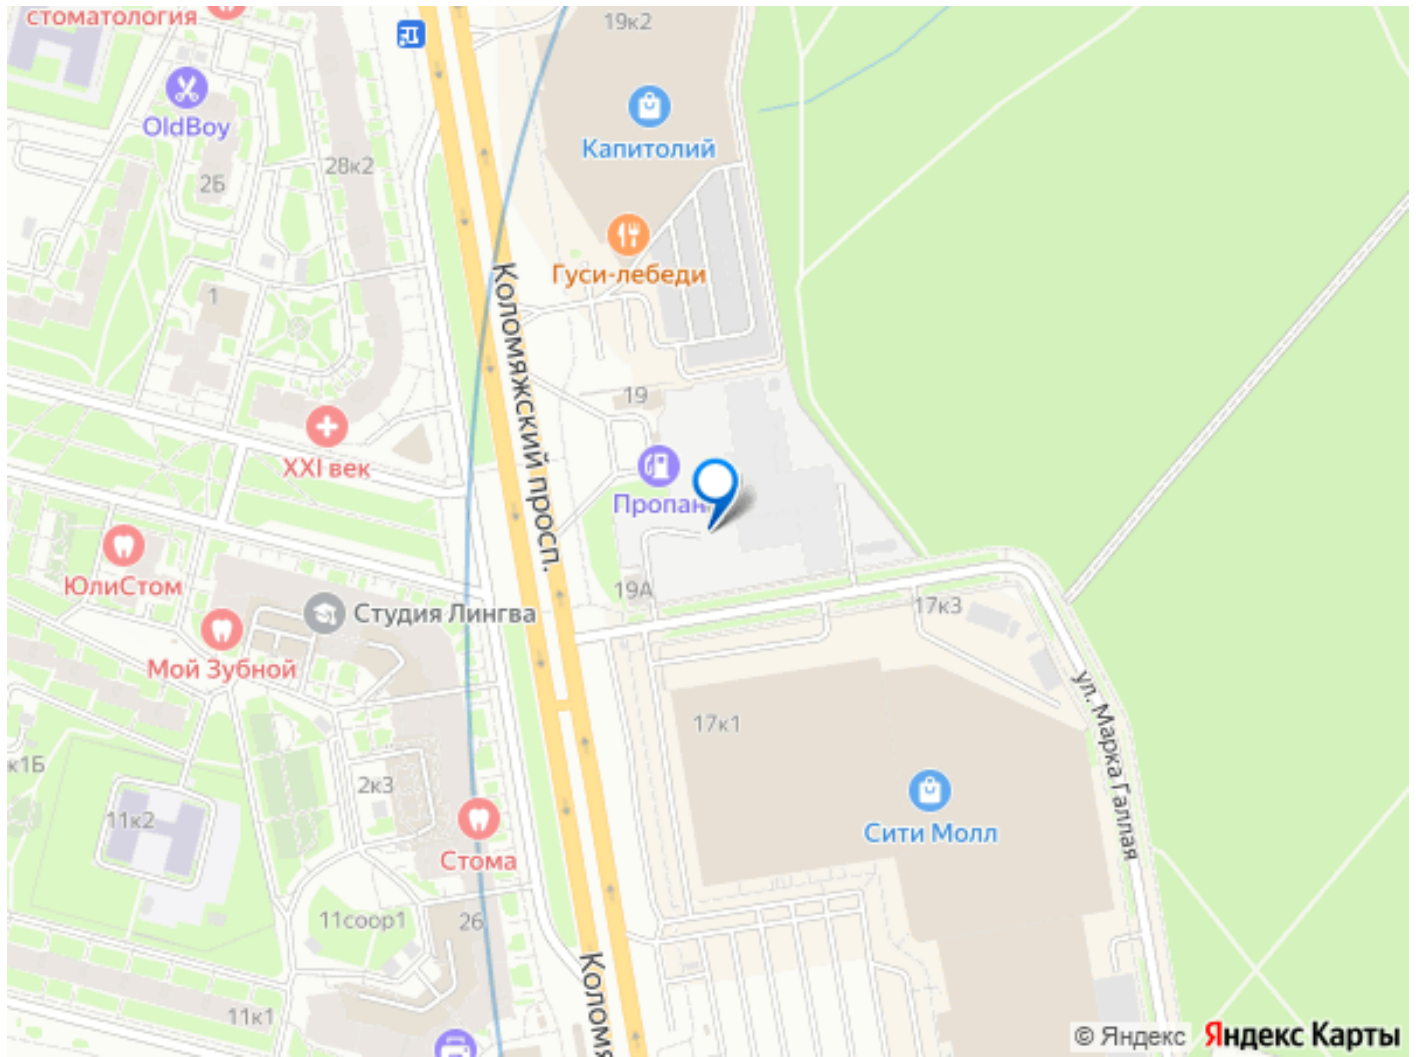 стоматология
19к2
OldBoy
Капитолий
28к2
2Б
Гуси-лебеди
1
Коломяжский просп.
19
XXI век
Пропан
ЮлиСтом
19А
17к3
Студия Лингва
Мой Зубной
ул. Марка Галлая
17к1
к1Б
2к3
11к2
Сити Молл
Стома
11соор1
26
Колом
11к1
© Яндекс Яндекс Карты